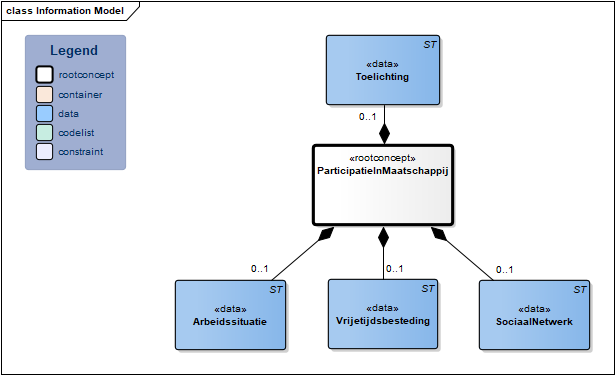 class Information Model
Legend
rootconcept
container
data
codelist
constraint
ST
«data»
Toelichting
0..1
«rootconcept»
ParticipatieInMaatschappij
0..1
0..1
0..1
ST
«data»
Arbeidssituatie
ST
«data»
Vrijetijdsbesteding
ST
«data»
SociaalNetwerk